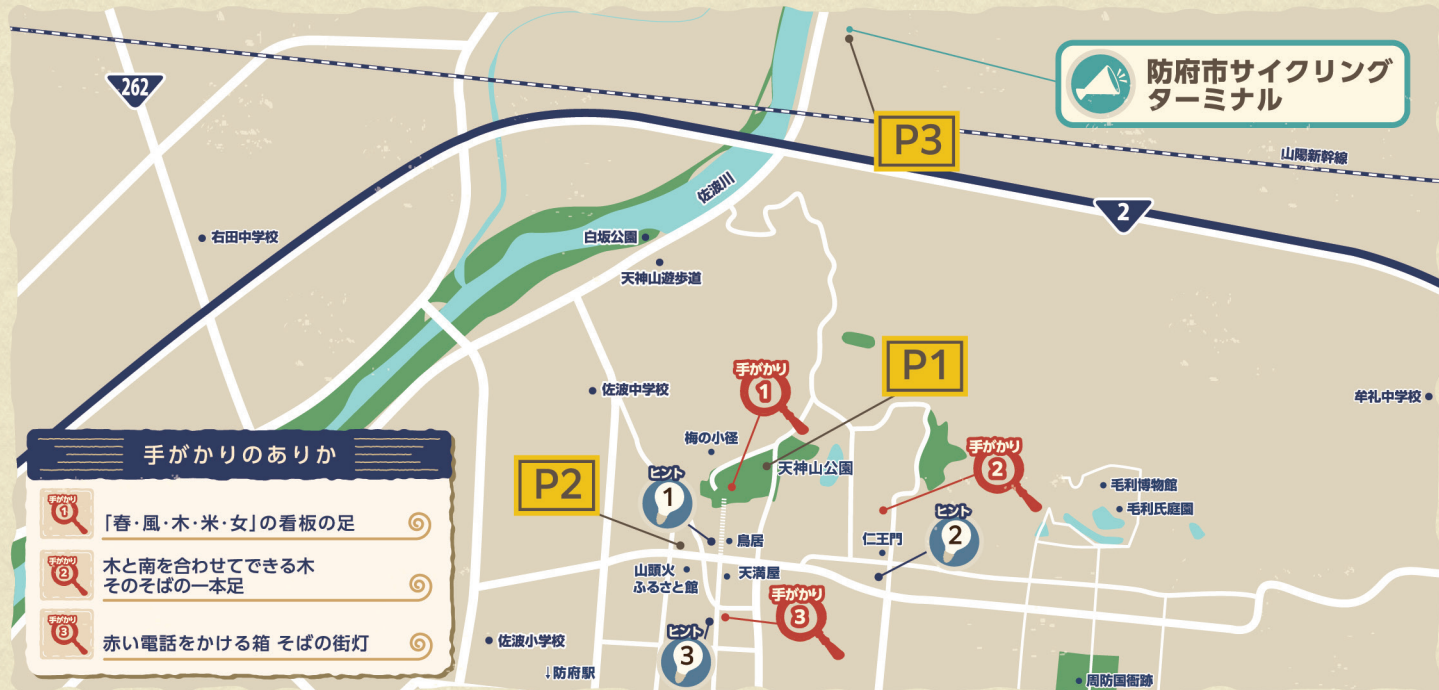 262
防府市サイクリング
ターミナル
P3
山陽新幹線
佐波川
2
右田中学校
白坂公園
天神山遊歩道
P1
手がかり
1
佐波中学校
牟礼中学校
梅の小径
天神山公園
手がかり
2
P2
ヒント
1
毛利博物館
毛利氏庭園
ヒント
2
鳥居
仁王門
山頭火
ふるさと館
天満屋
手がかり
3
ヒント
3
佐波小学校
↓防府駅
周防国衙跡
手がかりのありか
手がかり
1
「春・風・木・米・女」の看板の足
手がかり
2
木と南を合わせてできる木
そのそばの一本足
手がかり
3
赤い電話をかける箱 そばの街灯